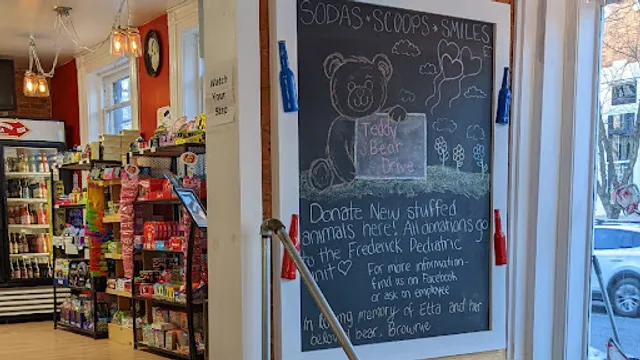 SODAS • SCOOPS • SMILES
Watch
Your
Step
Teddy
Bear
Drive
Donate New stuffed
animals here! All donations go
to the Frederick Pediatric
unit
For more information-
find us on Facebook
or ask an employee
In loving memory of Etta and her
beloved bear, Brownie